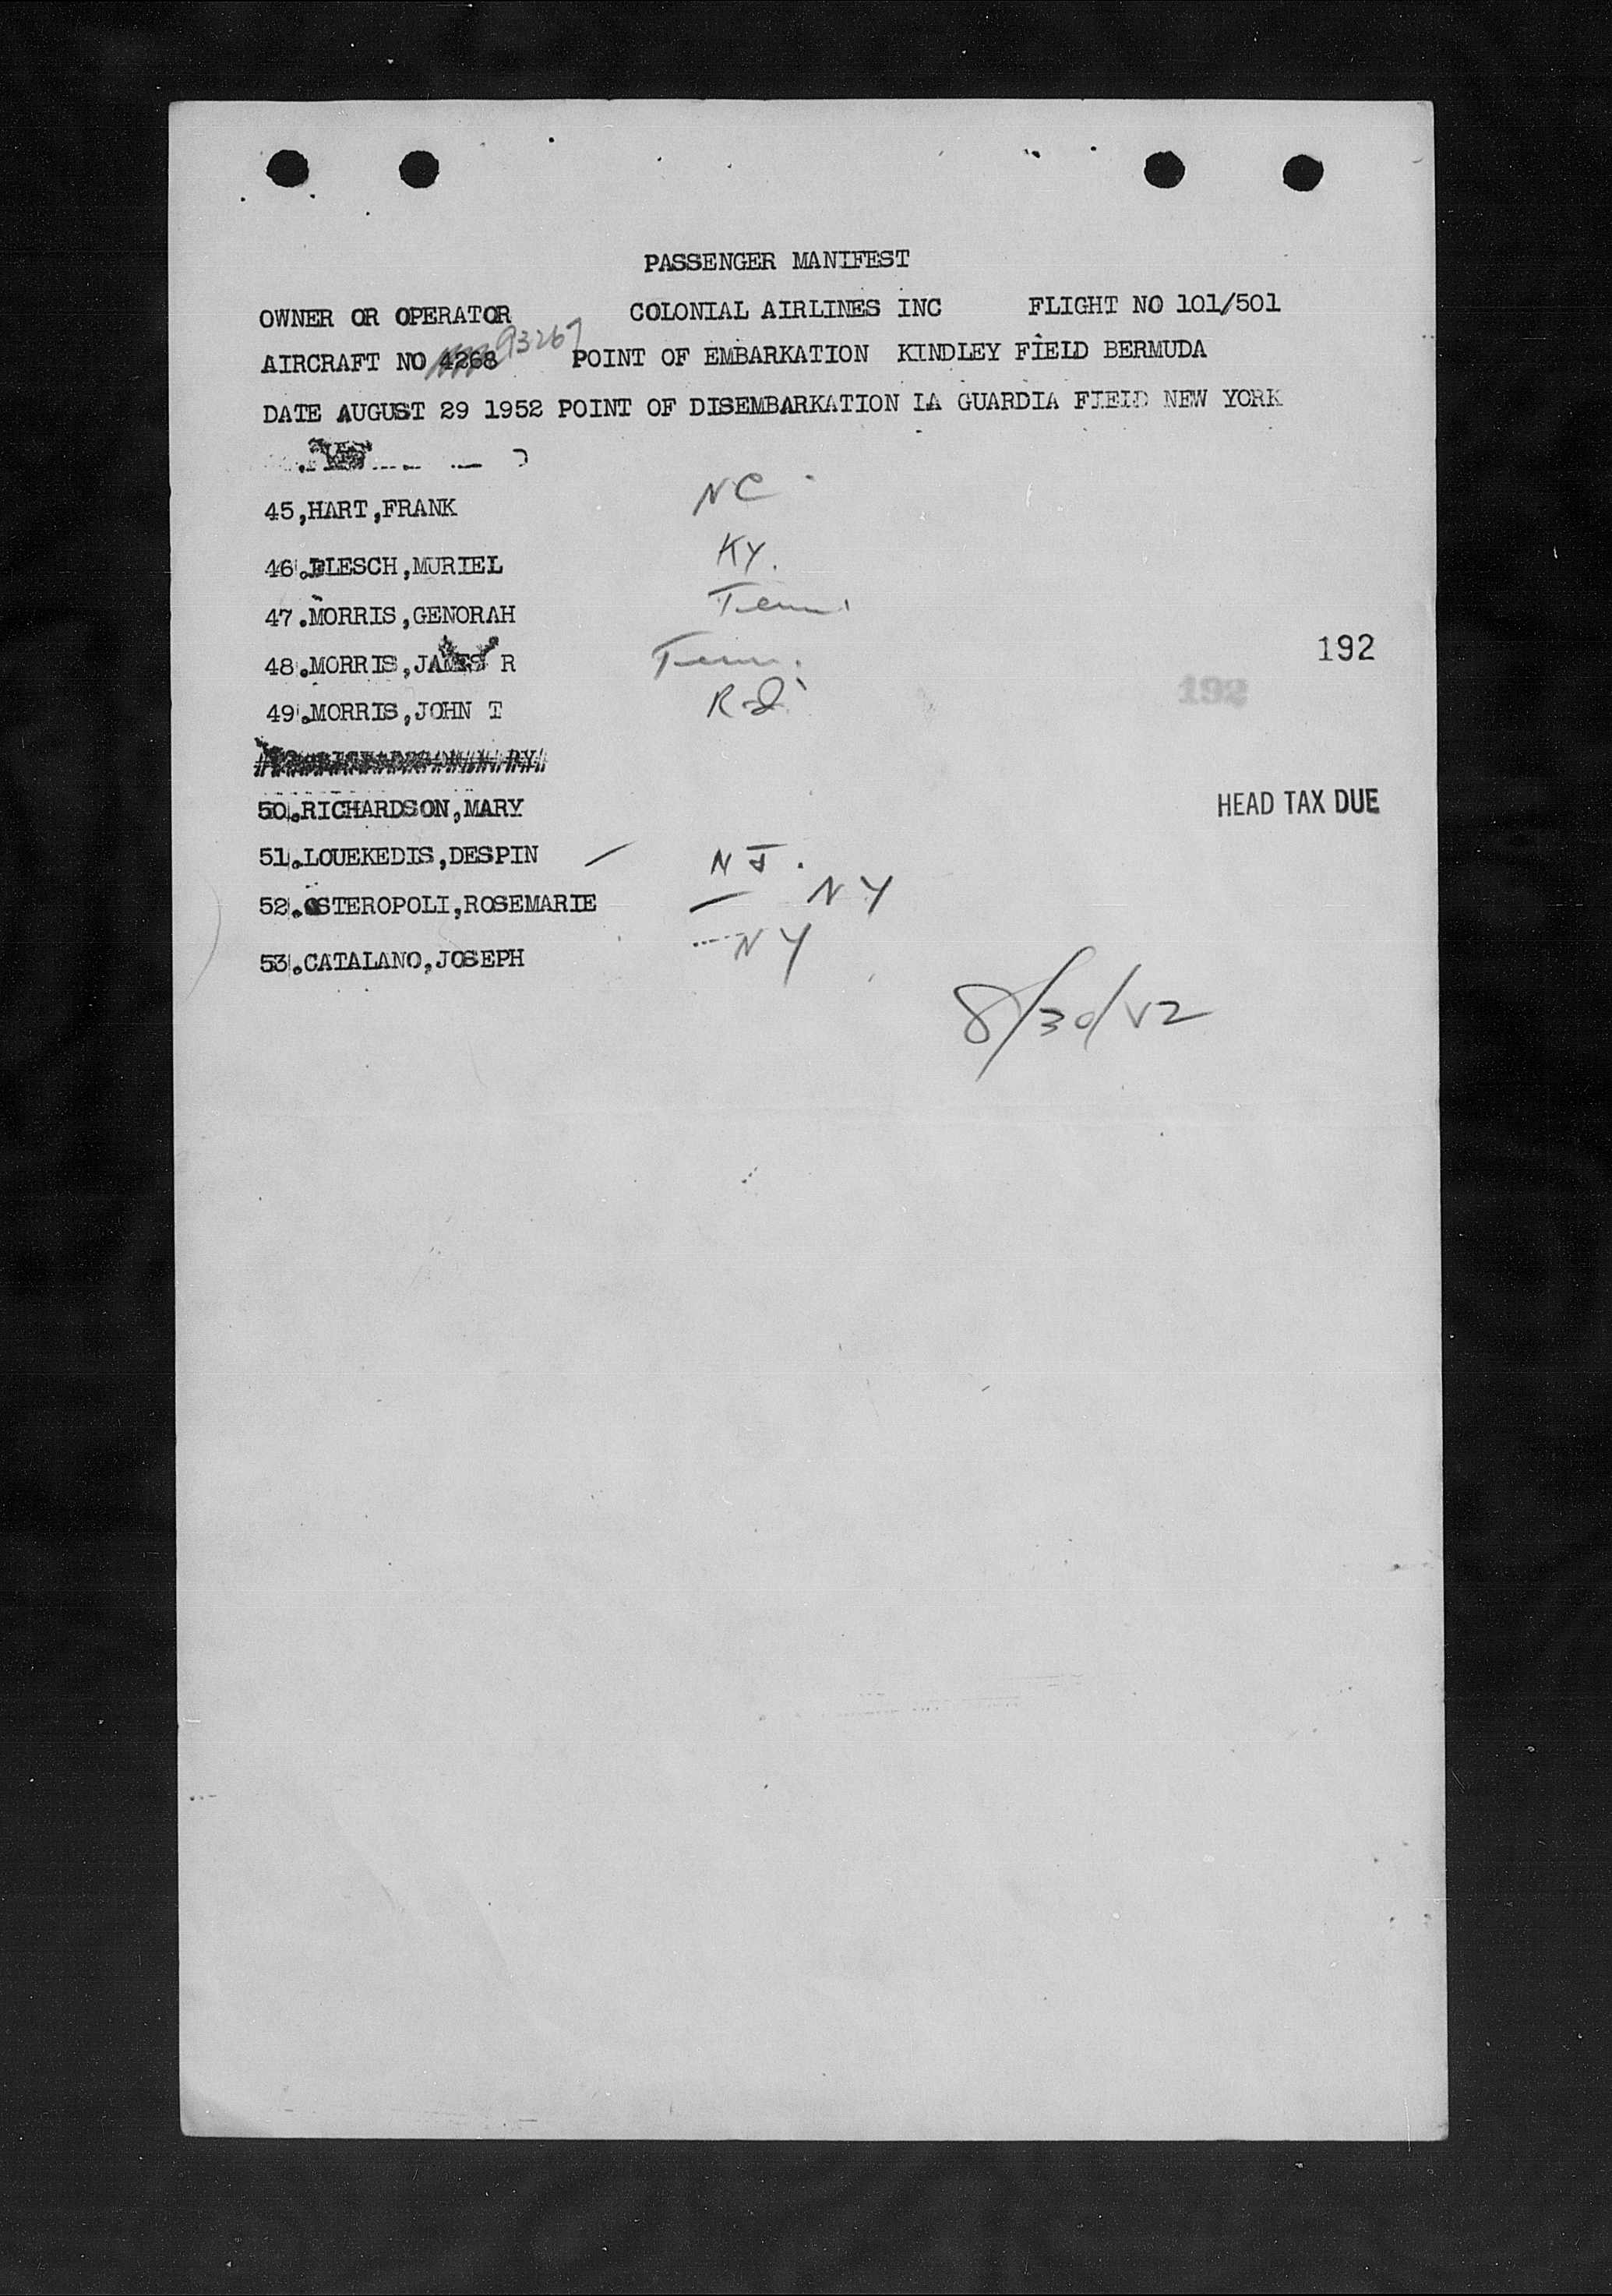 PASSENGER MANIFEST
OWNER OR OPERATOR COLONIAL AIRLINES INC FLIGHT NO 101/501
AIRCRAFT NO 4268 93267 POINT OF EMBARKATION KINDLEY FIELD BERMUDA
DATE AUGUST 29 1952 POINT OF DISEMBARKATION LA GUARDIA FIELD NEW YORK
45,HART,FRANK NC
46.DIESCH,MURIEL KY.
47.MORRIS,GENORAH Tenn.
48.MORRIS,JAMES R Tenn.
192
192
49.MORRIS,JOHN T
50.RICHARDSON,MARY
HEAD TAX DUE
51.LOUEKEDIS,DESPIN NJ.
52.OSTEROPOLI,ROSEMARIE NY
53.CATALANO,JOSEPH NY
8/30/52